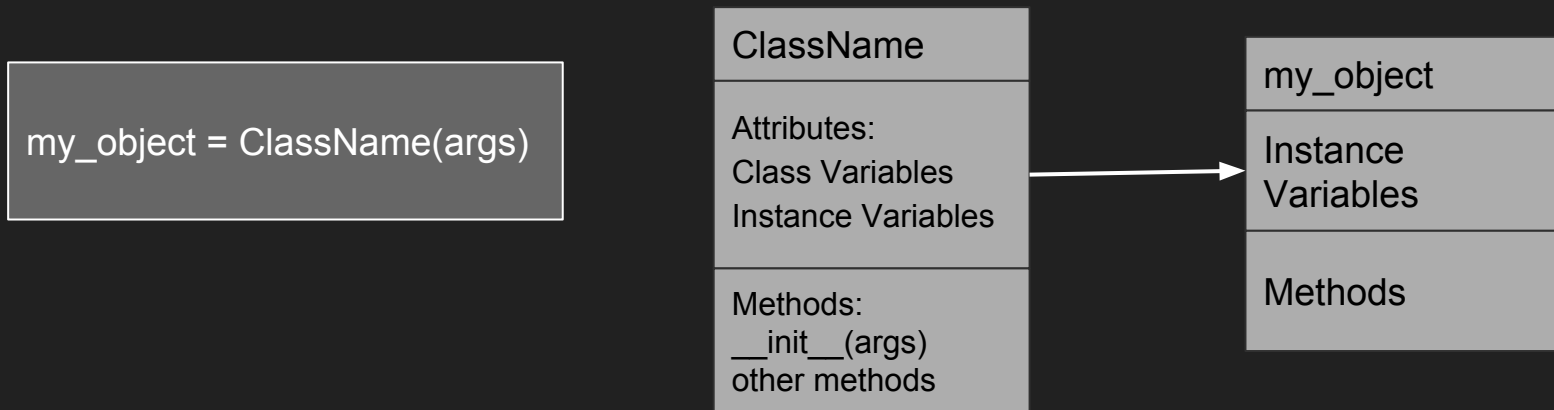 my_object = ClassName(args)
ClassName
Attributes:
Class Variables
Instance Variables
Methods:
__init__(args)
other methods
my_object
Instance
Variables
Methods